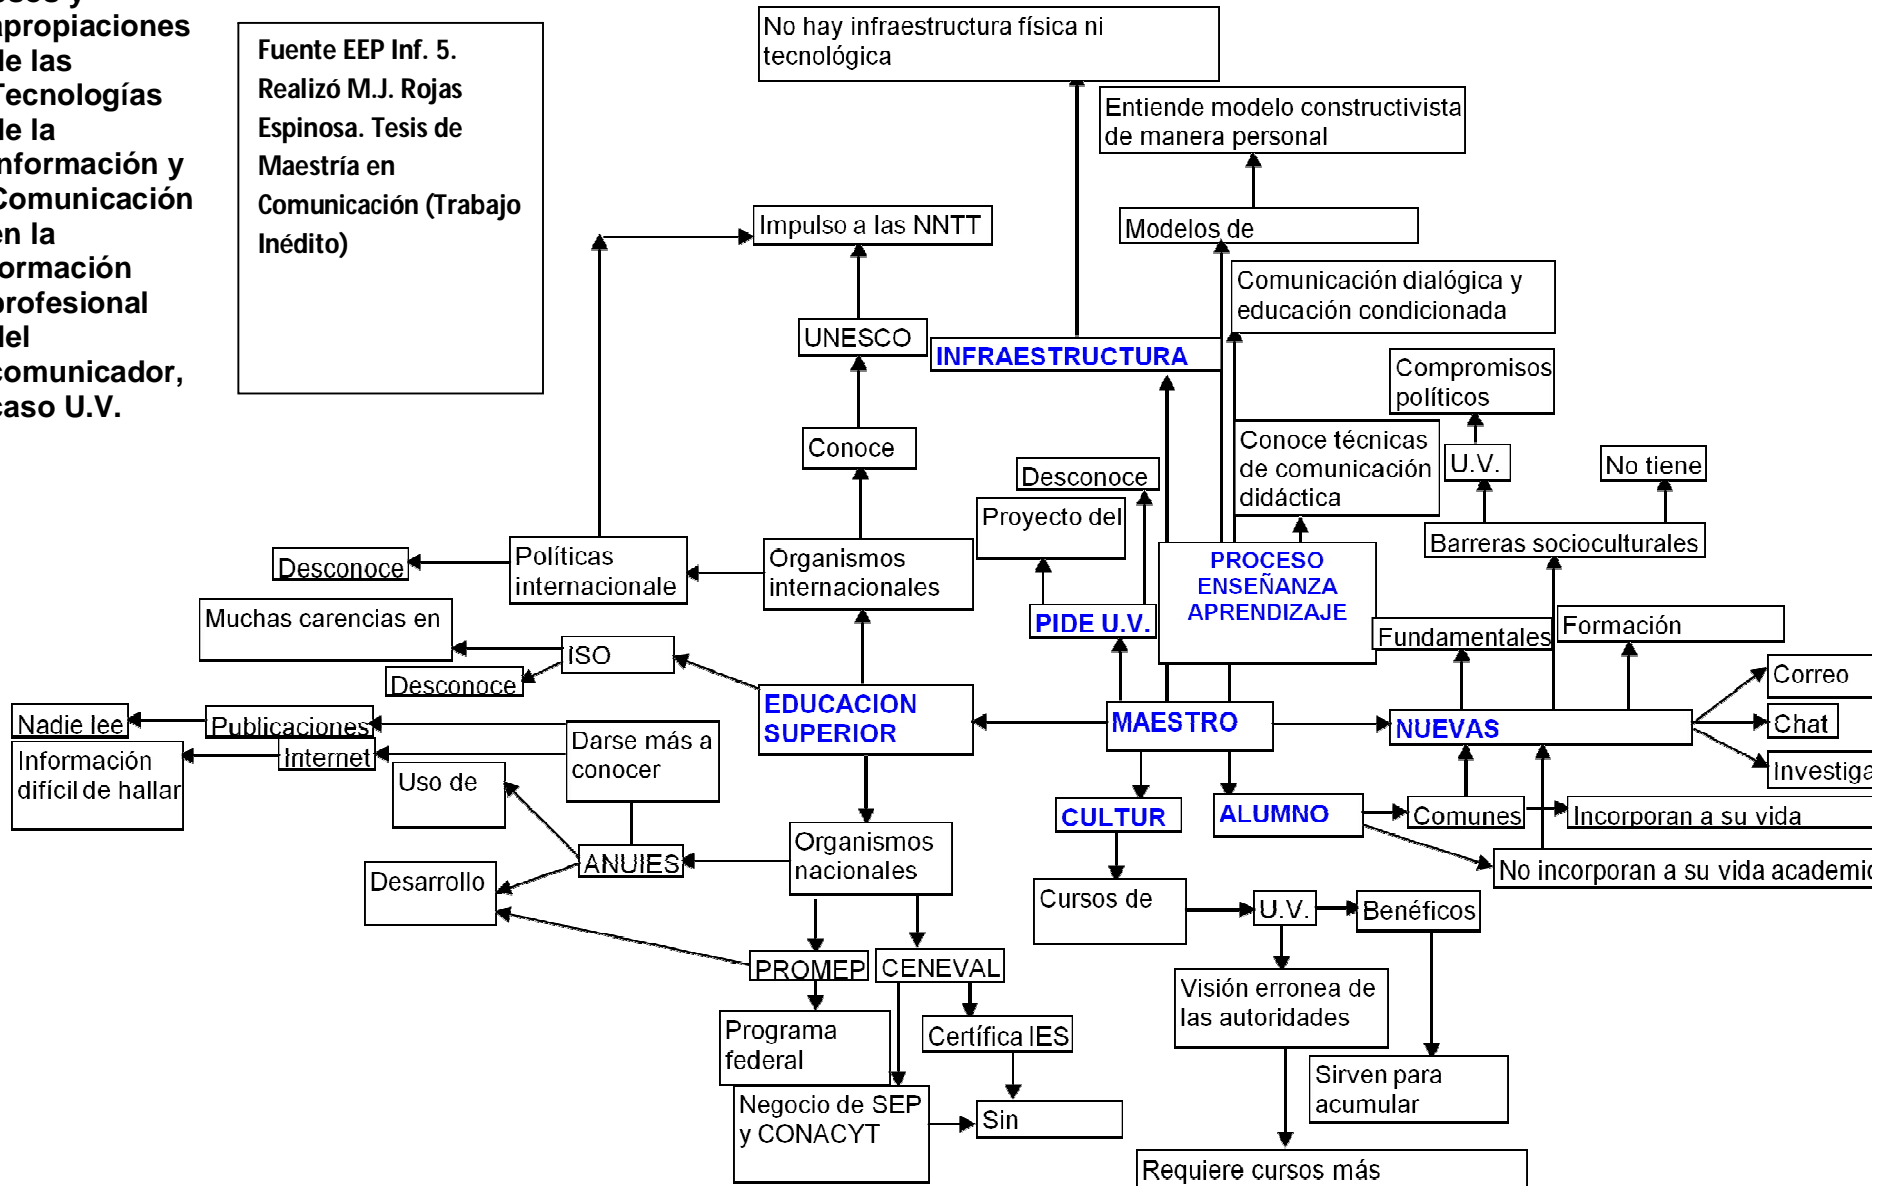 apropiaciones
de las
Tecnologías
de la
Información y
Comunicación
en la
formación
profesional
del
comunicador,
caso U.V.
Fuente EEP Inf. 5.
Realizó M.J. Rojas
Espinosa. Tesis de
Maestría en
Comunicación (Trabajo
Inédito)
No hay infraestructura física ni
tecnológica
Entiende modelo constructivista
de manera personal
Impulso a las NNTT
Modelos de
Comunicación dialógica y
educación condicionada
UNESCO
INFRAESTRUCTURA
Compromisos
políticos
Conoce
Conoce técnicas
de comunicación
didáctica
Desconoce
U.V.
No tiene
Proyecto del
Barreras socioculturales
Desconoce
Políticas
internacionale
Organismos
internacionales
PROCESO
ENSEÑANZA
APRENDIZAJE
PIDE U.V.
Muchas carencias en
ISO
Desconoce
Fundamentales
Formación
Correo
Nadie lee
Publicaciones
EDUCACION
SUPERIOR
MAESTRO
NUEVAS
Chat
Información
difícil de hallar
Internet
Darse más a
conocer
Investiga
Uso de
CULTUR
ALUMNO
Comunes
Incorporan a su vida
Organismos
nacionales
ANUIES
Desarrollo
No incorporan a su vida academic
Cursos de
U.V.
Benéficos
PROMEP
CENEVAL
Visión erronea de
las autoridades
Programa
federal
Certífica IES
Sirven para
acumular
Negocio de SEP
y CONACYT
Sin
Requiere cursos más